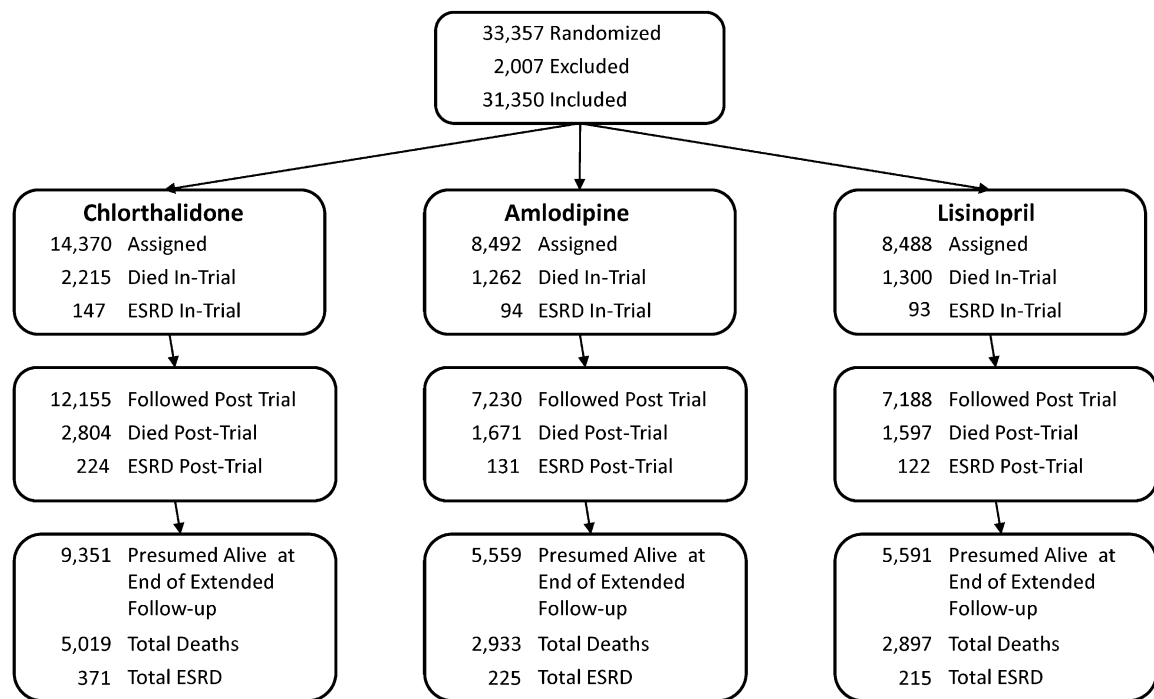 33,357 Randomized
2,007 Excluded
31,350 Included
Chlorthalidone
14,370 Assigned
2,215 Died In-Trial
147 ESRD In-Trial
12,155 Followed Post Trial
2,804 Died Post-Trial
224 ESRD Post-Trial
9,351 Presumed Alive at
End of Extended
Follow-up
5,019 Total Deaths
371 Total ESRD
Amlodipine
8,492 Assigned
1,262 Died In-Trial
94 ESRD In-Trial
7,230 Followed Post Trial
1,671 Died Post-Trial
131 ESRD Post-Trial
5,559 Presumed Alive at
End of Extended
Follow-up
2,933 Total Deaths
225 Total ESRD
Lisinopril
8,488 Assigned
1,300 Died In-Trial
93 ESRD In-Trial
7,188 Followed Post Trial
1,597 Died Post-Trial
122 ESRD Post-Trial
5,591 Presumed Alive at
End of Extended
Follow-up
2,897 Total Deaths
215 Total ESRD